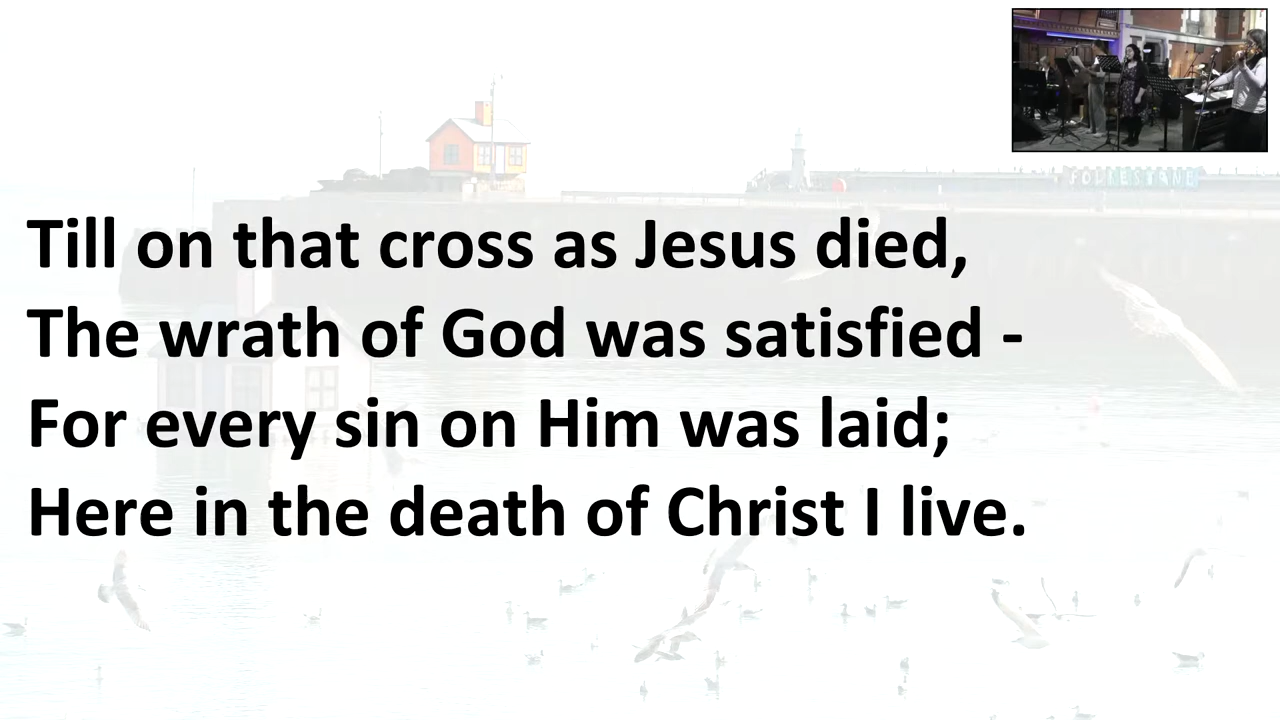 FOLKESTONE
Till on that cross as Jesus died,
The wrath of God was satisfied -
For every sin on Him was laid;
Here in the death of Christ I live.